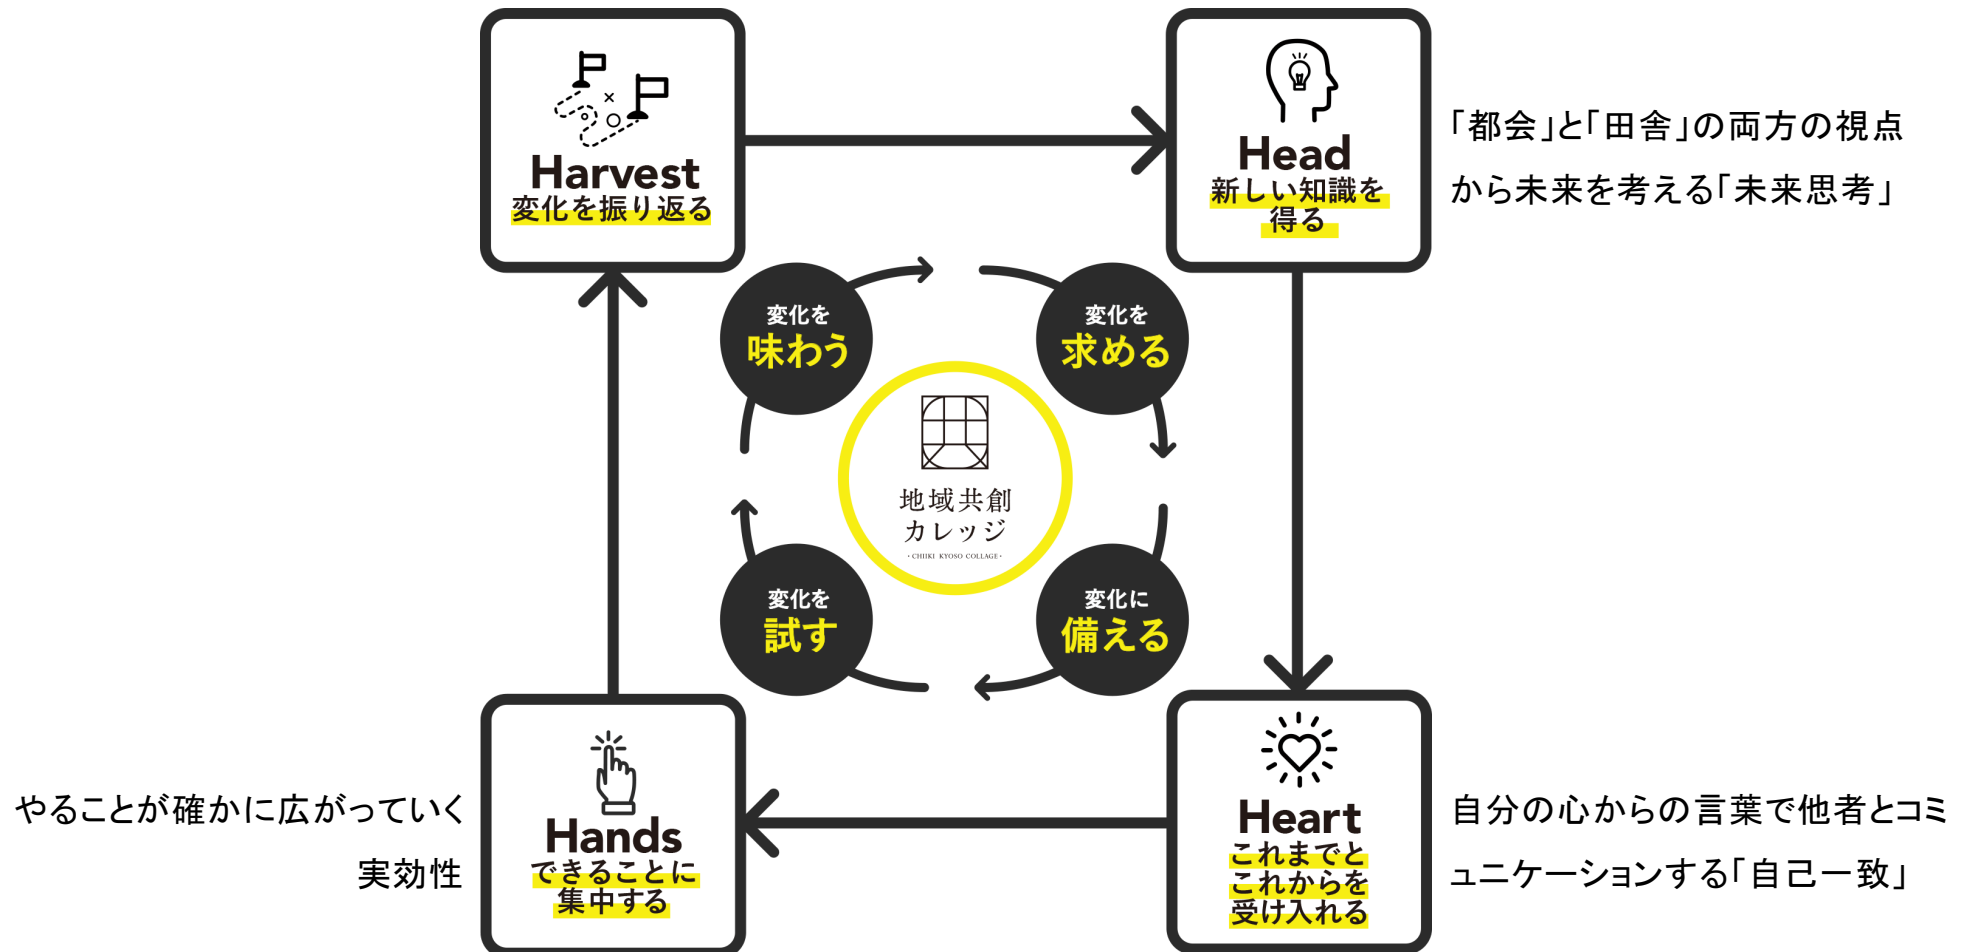 Harvest
変化を振り返る
Head
新しい知識を
得る
「都会」と「田舎」の両方の視点
から未来を考える「未来思考」
変化を
味わう
変化を
求める
地域共創
カレッジ
・CHIIKI KYOSO COLLAGE・
変化を
試す
変化に
備える
やることが確かに広がっていく
実効性
Hands
できることに
集中する
Heart
これまでと
これからを
受け入れる
自分の心からの言葉で他者とコミ
ュニケーションする「自己一致」